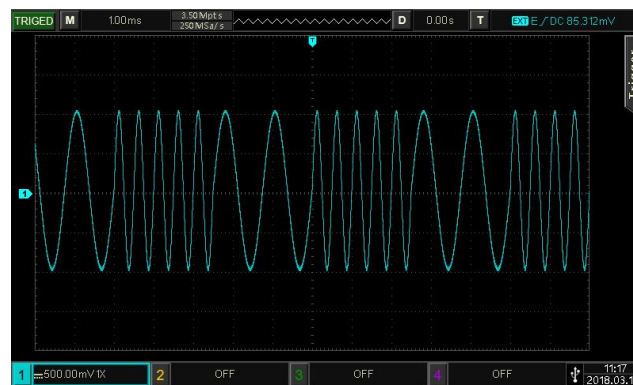 TRIGED M 1.00ms 3.50Mpts D 0.00s T EXT E DC 85.312mV
250MSa/s
T
Trigger
1
1 500.00mV 1X 2 OFF 3 OFF 4 OFF 11:17
2018.03.